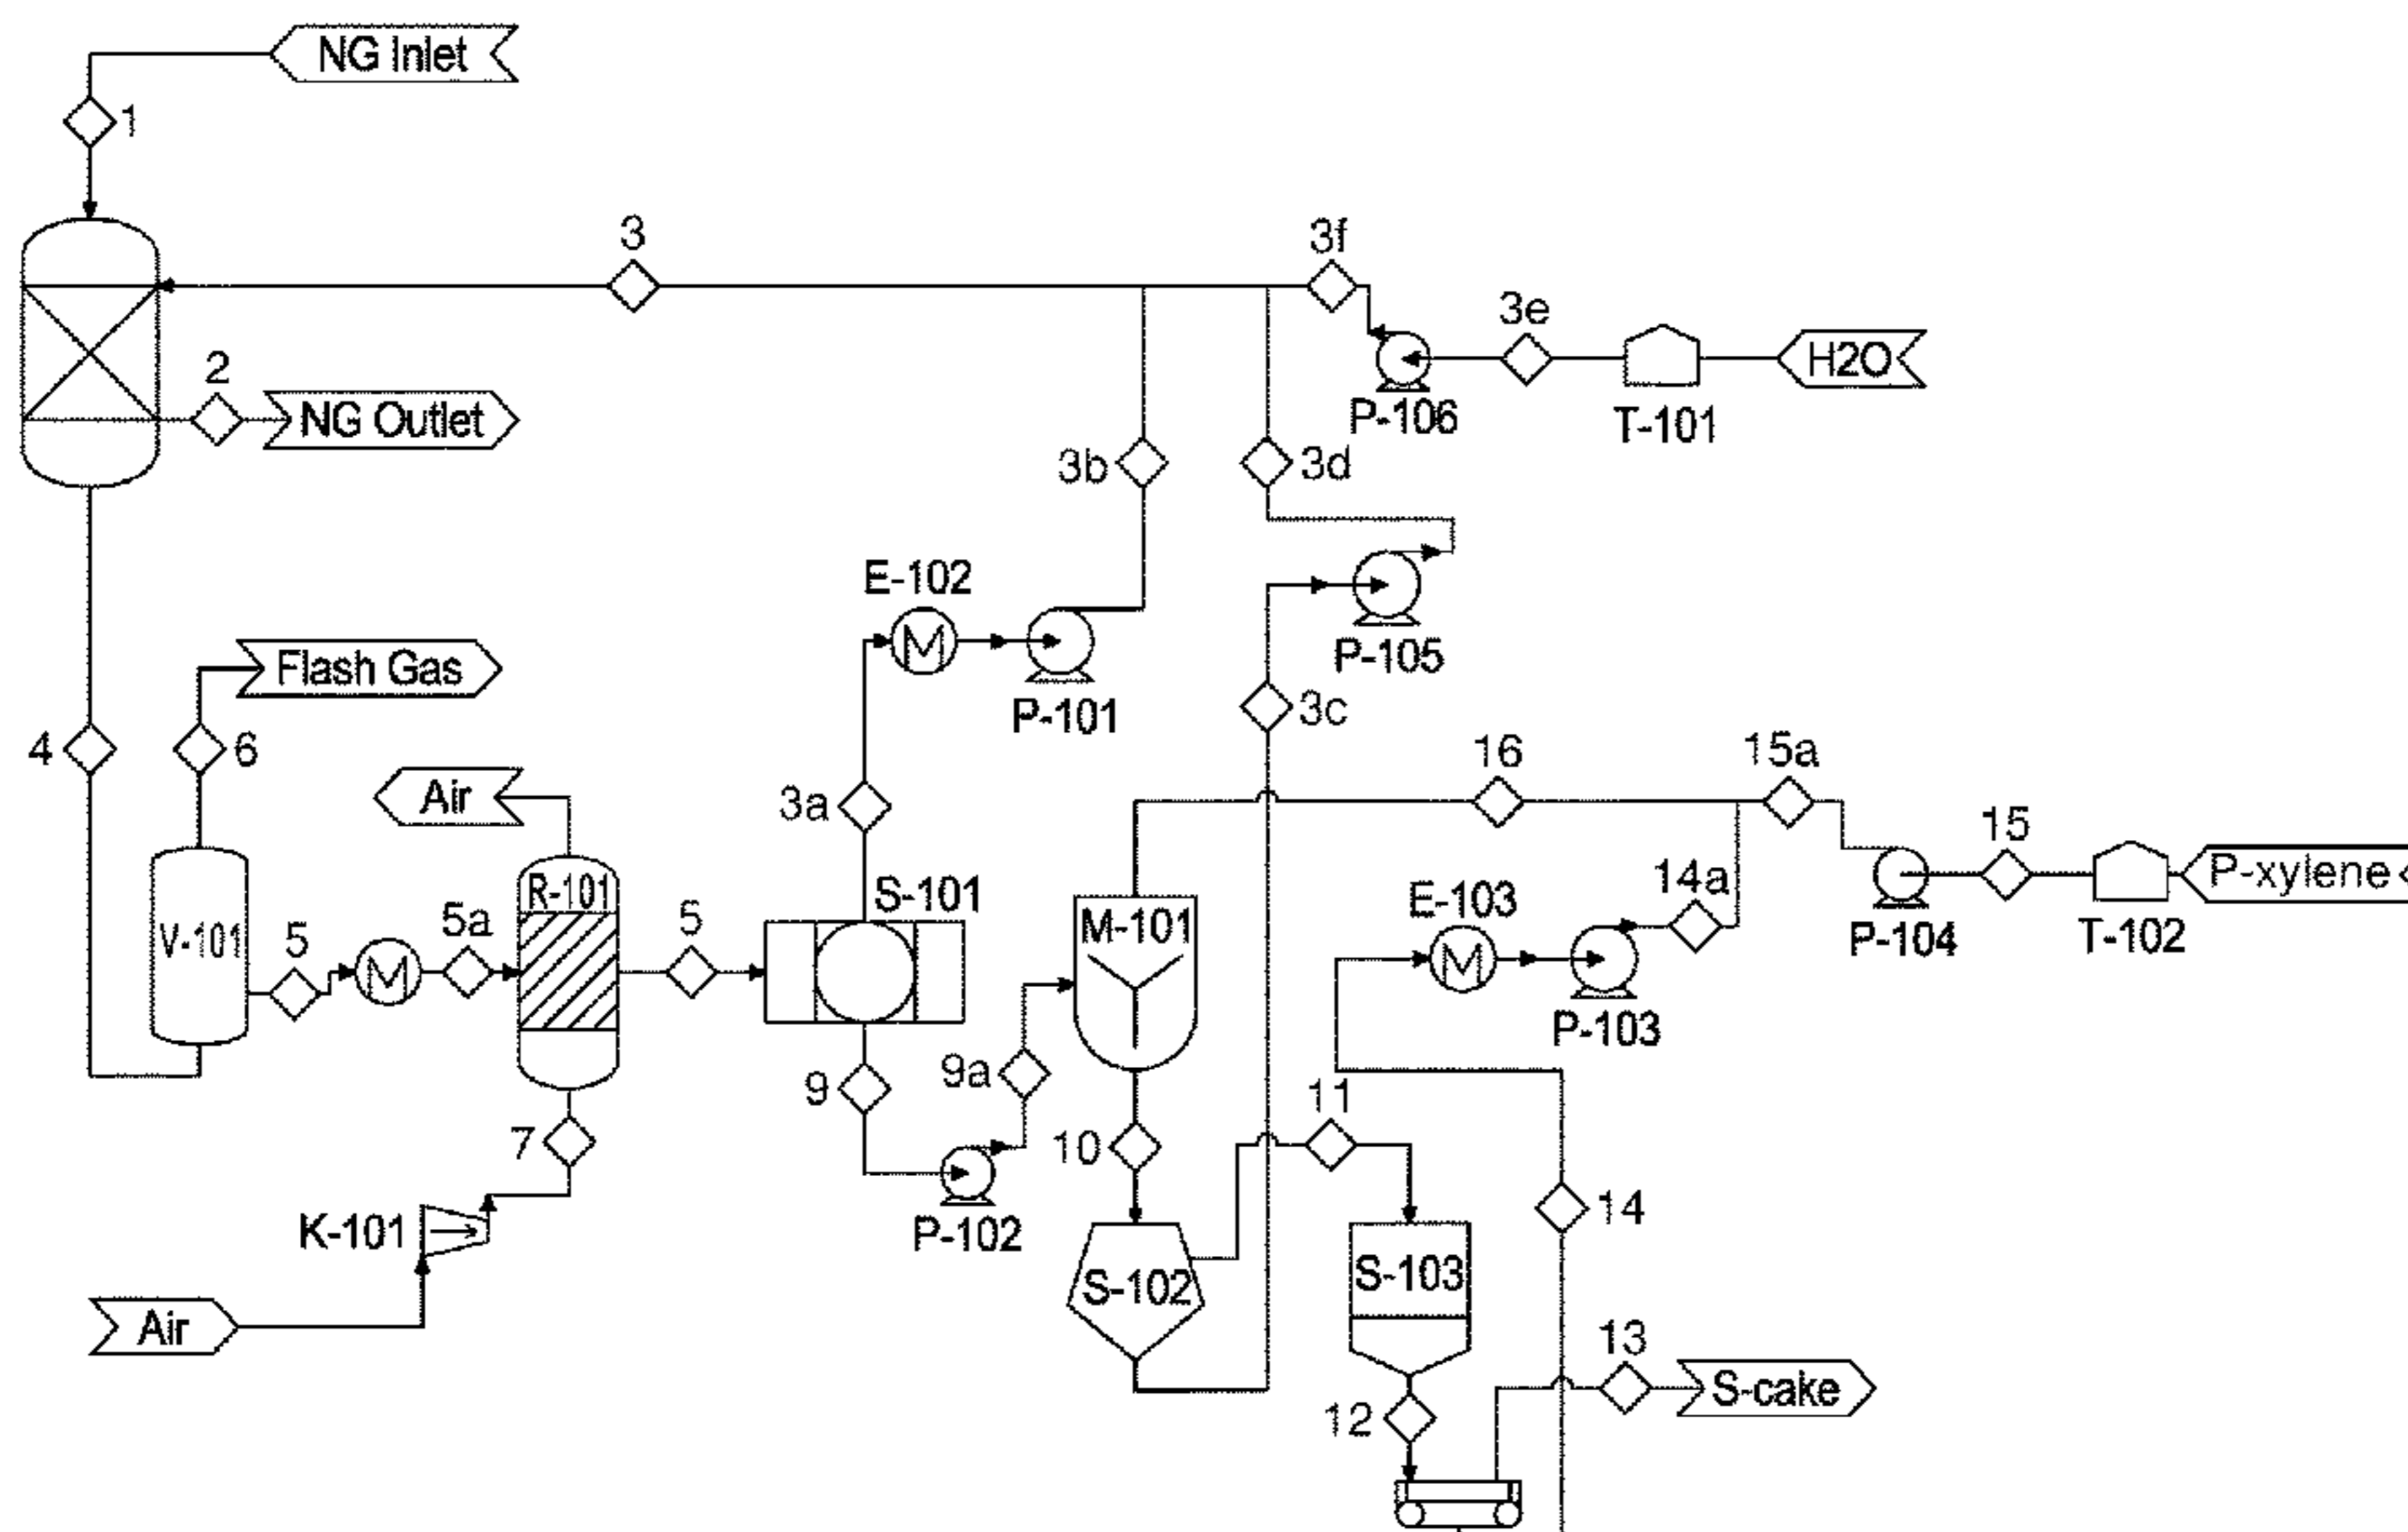 NG Inlet
1
3
3f
3e
H2O
2
NG Outlet
P-106
T-101
3b
3d
E-102
P-105
Flash Gas
P-101
3c
4
6
16
15a
Air
3a
15
P-xylene
R-101
S-101
E-103
14a
V-101
5
5a
5
M-101
P-104
T-102
P-103
9
9a
11
7
10
14
K-101
P-102
S-102
S-103
Air
13
S-cake
12